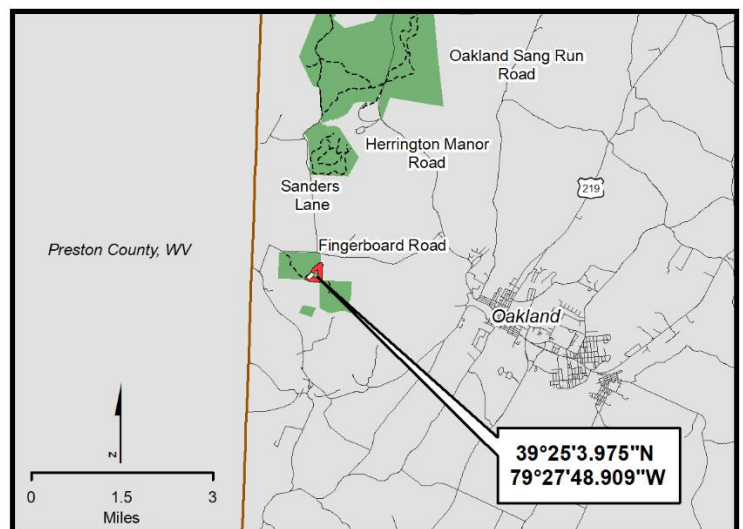 Oakland Sang Run
Road
Herrington Manor
Road
219
Sanders
Lane
Fingerboard Road
Preston County, WV
Oakland
39°25'3.975"N
79°27'48.909"W
N
0 1.5 3
Miles